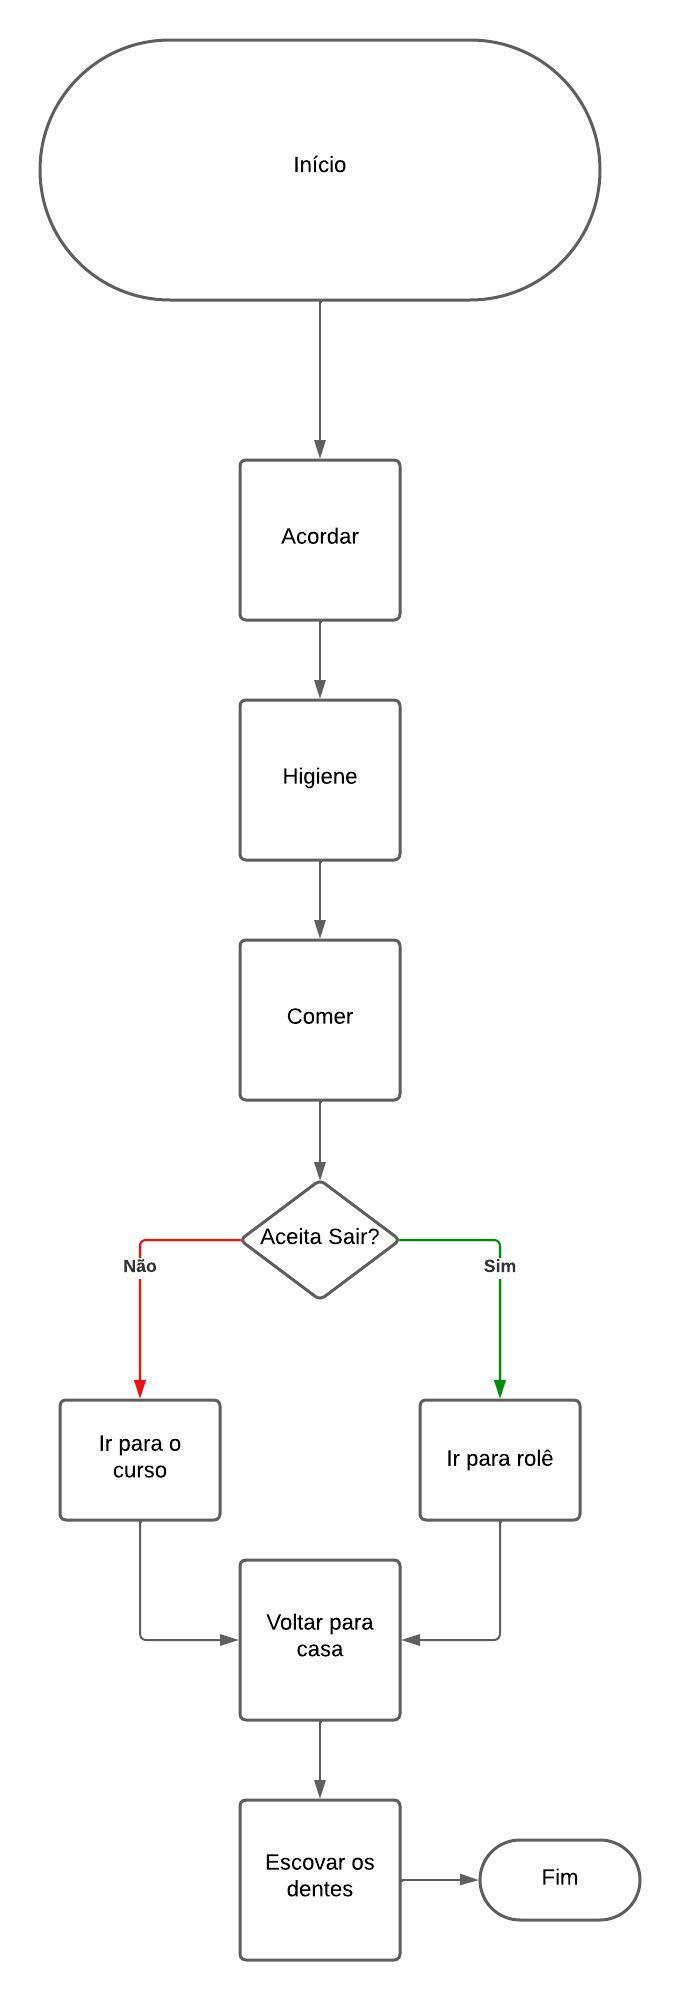 Início
Acordar
Higiene
Comer
Aceita Sair?
Não
Sim
Ir para o
curso
Ir para rolê
Voltar para
casa
Escovar os
dentes
Fim